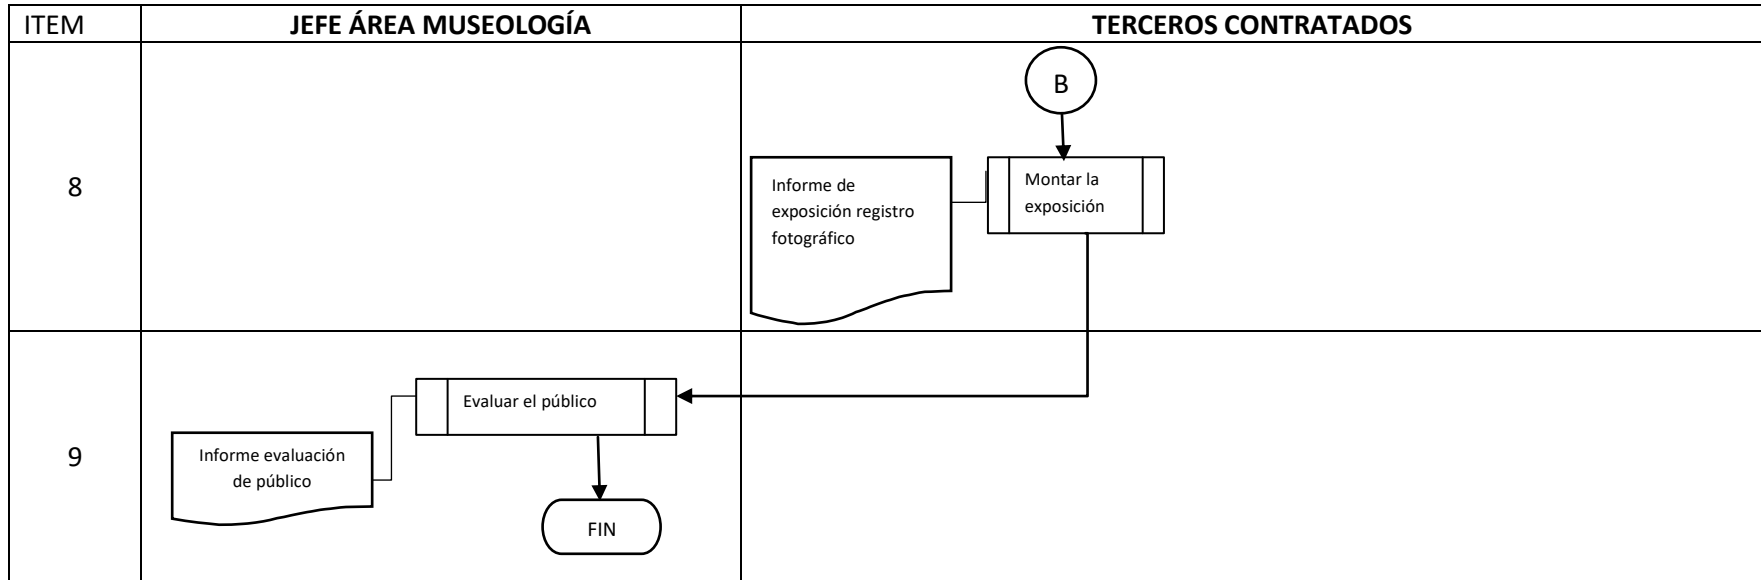 ITEM
JEFE ÁREA MUSEOLOGÍA
TERCEROS CONTRATADOS
8
B
Informe de
exposición registro
fotográfico
Montar la
exposición
9
Evaluar el público
Informe evaluación
de público
FIN